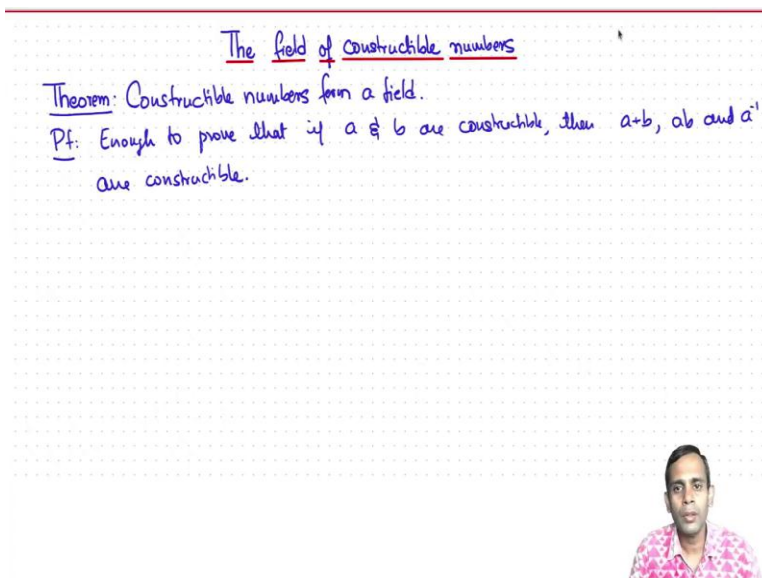 The field of constructible numbers
Theorem: Constructible numbers form a field.
Pf: Enough to prove that if a & b are constructible, then a+b, ab and a⁻¹
are constructible.